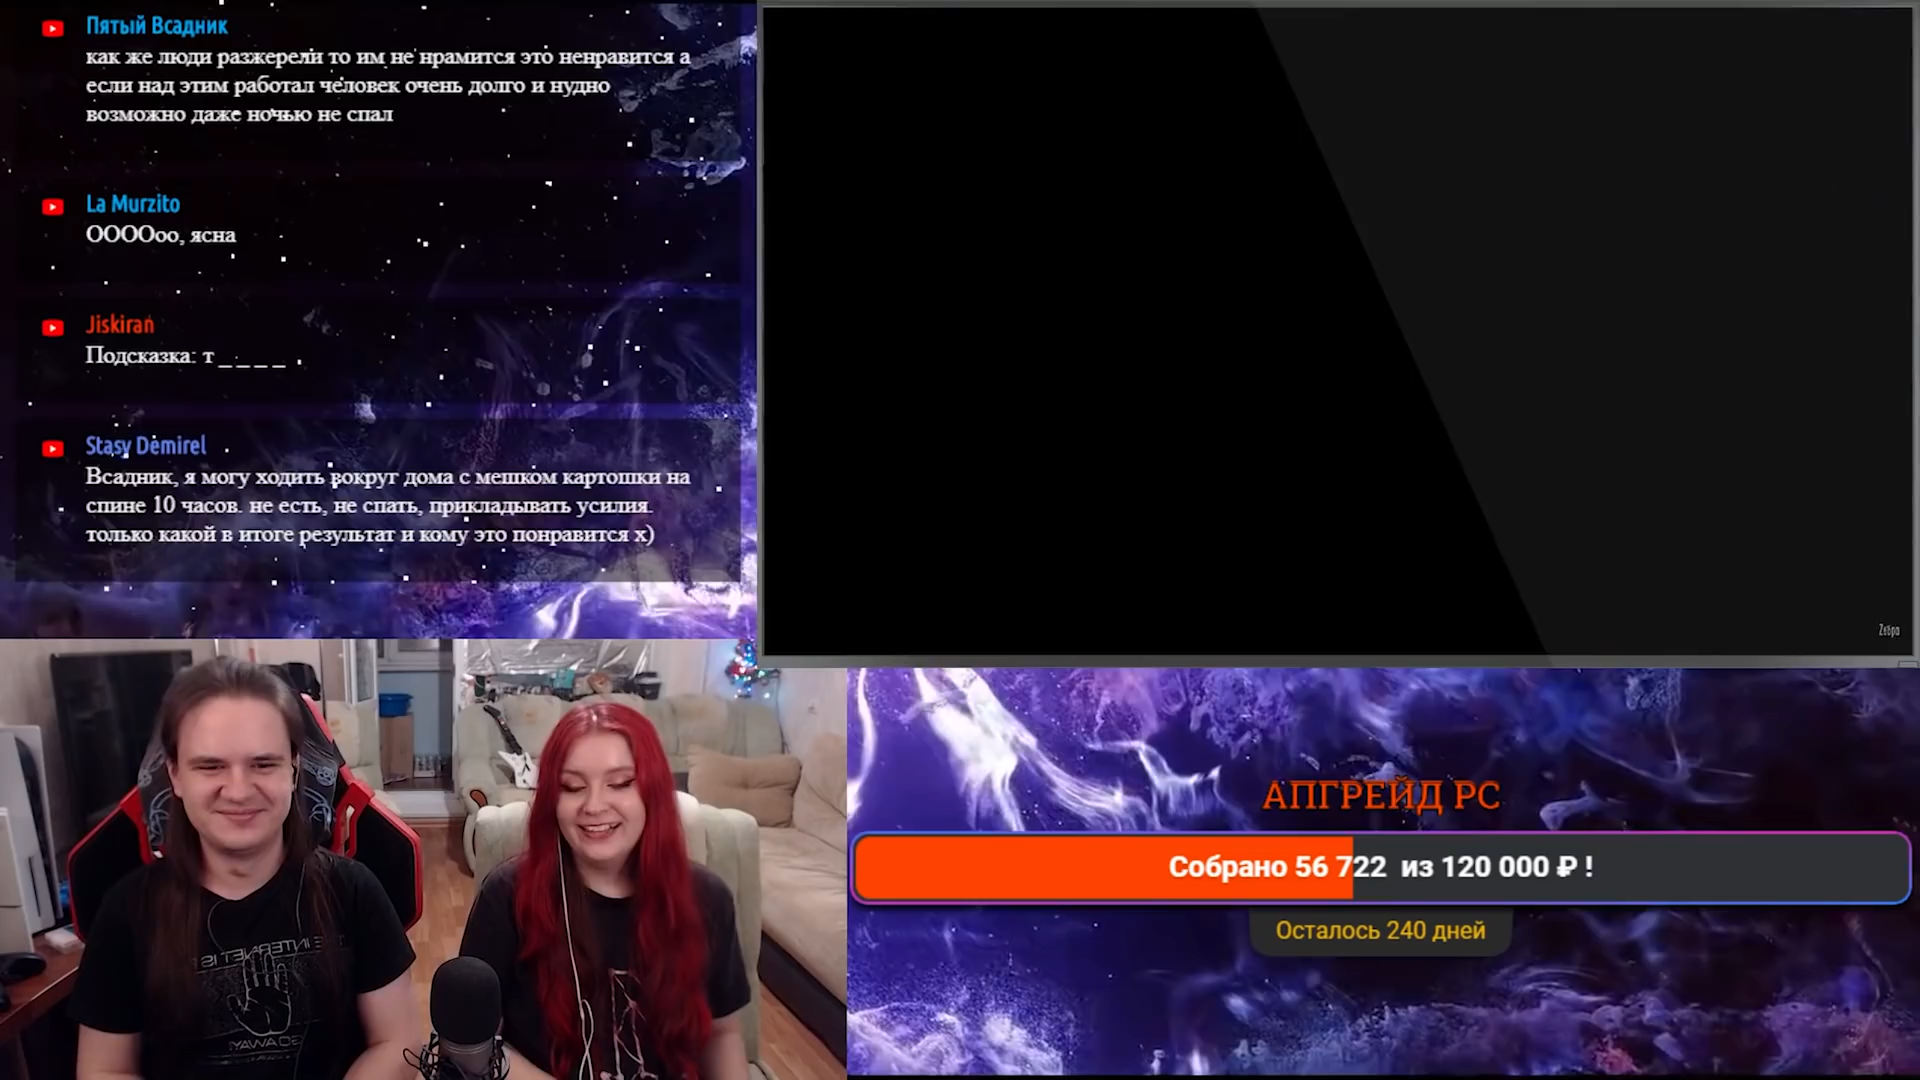 Пятый Всадник
как же люди разжерели то им не нрамится это ненравится а
если над этим работал человек очень долго и нудно
возможно даже ночью не спал
La Murzito
ООООоо, ясна
Jiskiran
Подсказка: т _ _ _ _ .
Stasy Demirel
Всадник, я могу ходить вокруг дома с мешком картошки на
спине 10 часов. не есть, не спать, прикладывать усилия.
только какой в итоге результат и кому это понравится х)
Зебра
АПГРЕЙД PC
Собрано 56 722 из 120 000 ₽ !
Осталось 240 дней